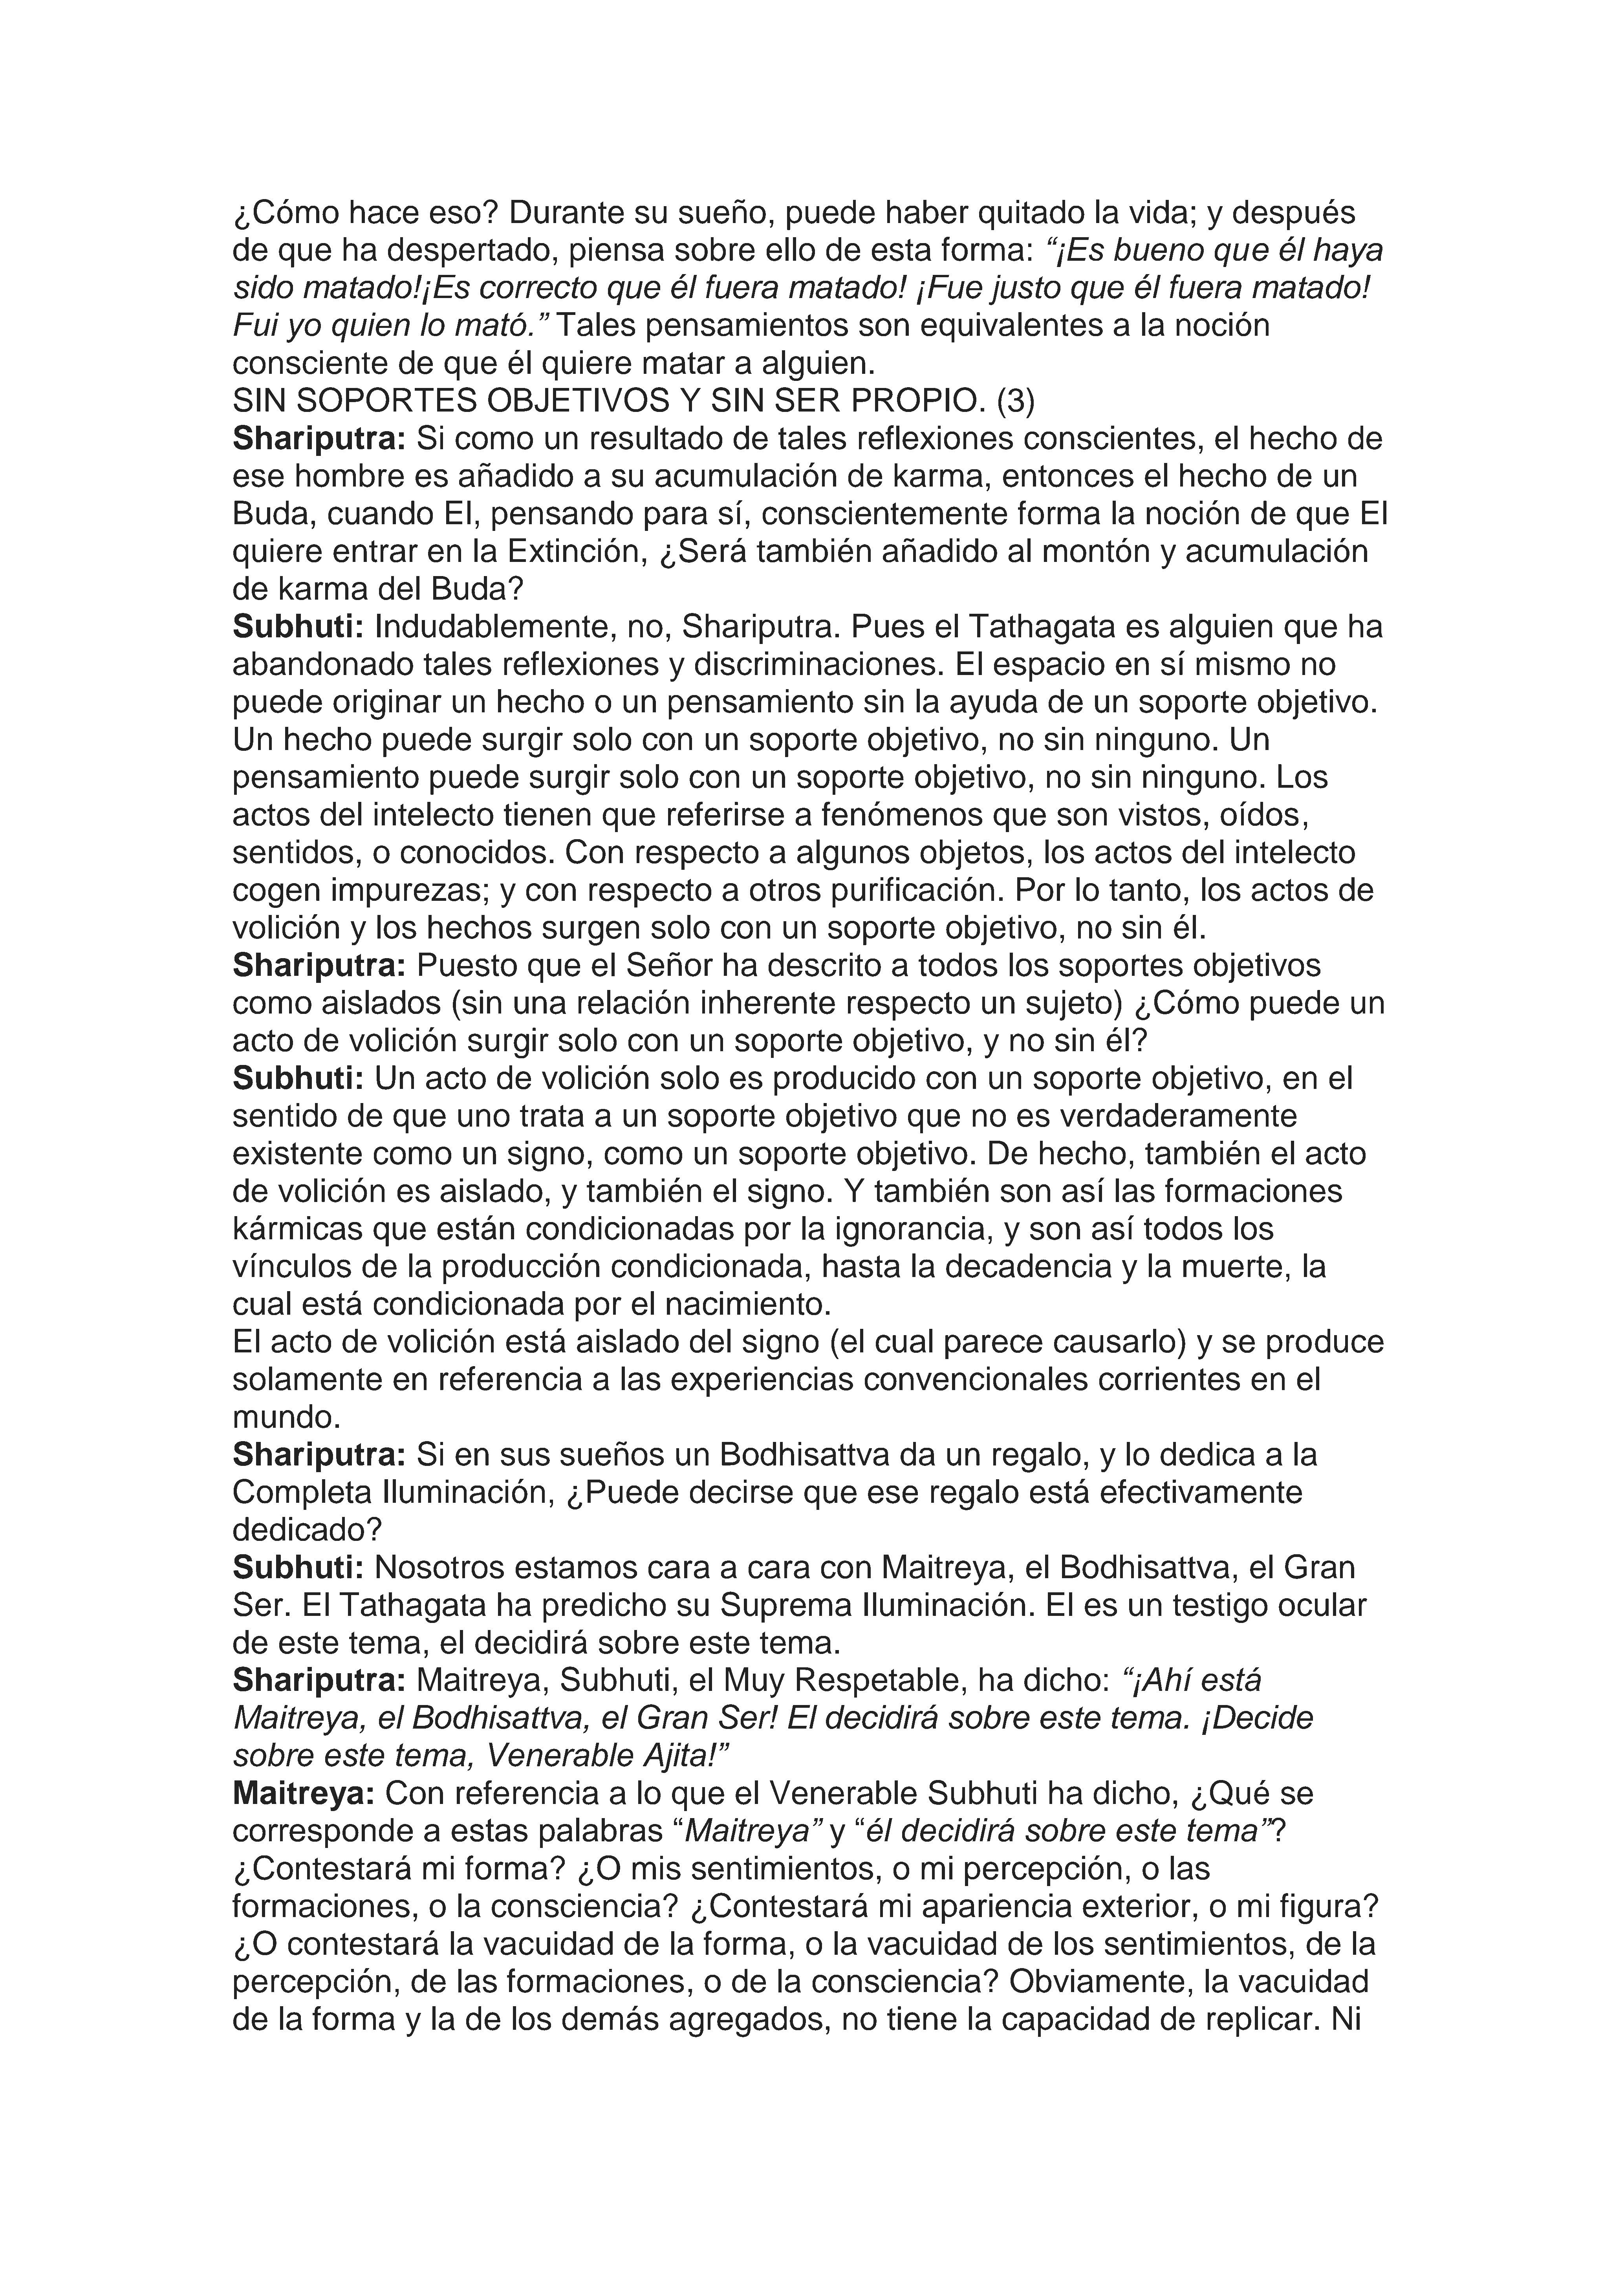 ¿Cómo hace eso? Durante su sueño, puede haber quitado la vida; y después
de que ha despertado, piensa sobre ello de esta forma: “¡Es bueno que él haya
sido matado!¡Es correcto que él fuera matado! ¡Fue justo que él fuera matado!
Fui yo quien lo mató.” Tales pensamientos son equivalentes a la noción
consciente de que él quiere matar a alguien.
SIN SOPORTES OBJETIVOS Y SIN SER PROPIO. (3)
Shariputra: Si como un resultado de tales reflexiones conscientes, el hecho de
ese hombre es añadido a su acumulación de karma, entonces el hecho de un
Buda, cuando El, pensando para sí, conscientemente forma la noción de que El
quiere entrar en la Extinción, ¿Será también añadido al montón y acumulación
de karma del Buda?
Subhuti: Indudablemente, no, Shariputra. Pues el Tathagata es alguien que ha
abandonado tales reflexiones y discriminaciones. El espacio en sí mismo no
puede originar un hecho o un pensamiento sin la ayuda de un soporte objetivo.
Un hecho puede surgir solo con un soporte objetivo, no sin ninguno. Un
pensamiento puede surgir solo con un soporte objetivo, no sin ninguno. Los
actos del intelecto tienen que referirse a fenómenos que son vistos, oídos,
sentidos, o conocidos. Con respecto a algunos objetos, los actos del intelecto
cogen impurezas; y con respecto a otros purificación. Por lo tanto, los actos de
volición y los hechos surgen solo con un soporte objetivo, no sin él.
Shariputra: Puesto que el Señor ha descrito a todos los soportes objetivos
como aislados (sin una relación inherente respecto un sujeto) ¿Cómo puede un
acto de volición surgir solo con un soporte objetivo, y no sin él?
Subhuti: Un acto de volición solo es producido con un soporte objetivo, en el
sentido de que uno trata a un soporte objetivo que no es verdaderamente
existente como un signo, como un soporte objetivo. De hecho, también el acto
de volición es aislado, y también el signo. Y también son así las formaciones
kármicas que están condicionadas por la ignorancia, y son así todos los
vínculos de la producción condicionada, hasta la decadencia y la muerte, la
cual está condicionada por el nacimiento.
El acto de volición está aislado del signo (el cual parece causarlo) y se produce
solamente en referencia a las experiencias convencionales corrientes en el
mundo.
Shariputra: Si en sus sueños un Bodhisattva da un regalo, y lo dedica a la
Completa Iluminación, ¿Puede decirse que ese regalo está efectivamente
dedicado?
Subhuti: Nosotros estamos cara a cara con Maitreya, el Bodhisattva, el Gran
Ser. El Tathagata ha predicho su Suprema Iluminación. El es un testigo ocular
de este tema, el decidirá sobre este tema.
Shariputra: Maitreya, Subhuti, el Muy Respetable, ha dicho: “¡Ahí está
Maitreya, el Bodhisattva, el Gran Ser! El decidirá sobre este tema. ¡Decide
sobre este tema, Venerable Ajita!”
Maitreya: Con referencia a lo que el Venerable Subhuti ha dicho, ¿Qué se
corresponde a estas palabras “Maitreya” y “él decidirá sobre este tema”?
¿Contestará mi forma? ¿O mis sentimientos, o mi percepción, o las
formaciones, o la consciencia? ¿Contestará mi apariencia exterior, o mi figura?
¿O contestará la vacuidad de la forma, o la vacuidad de los sentimientos, de la
percepción, de las formaciones, o de la consciencia? Obviamente, la vacuidad
de la forma y la de los demás agregados, no tiene la capacidad de replicar. Ni